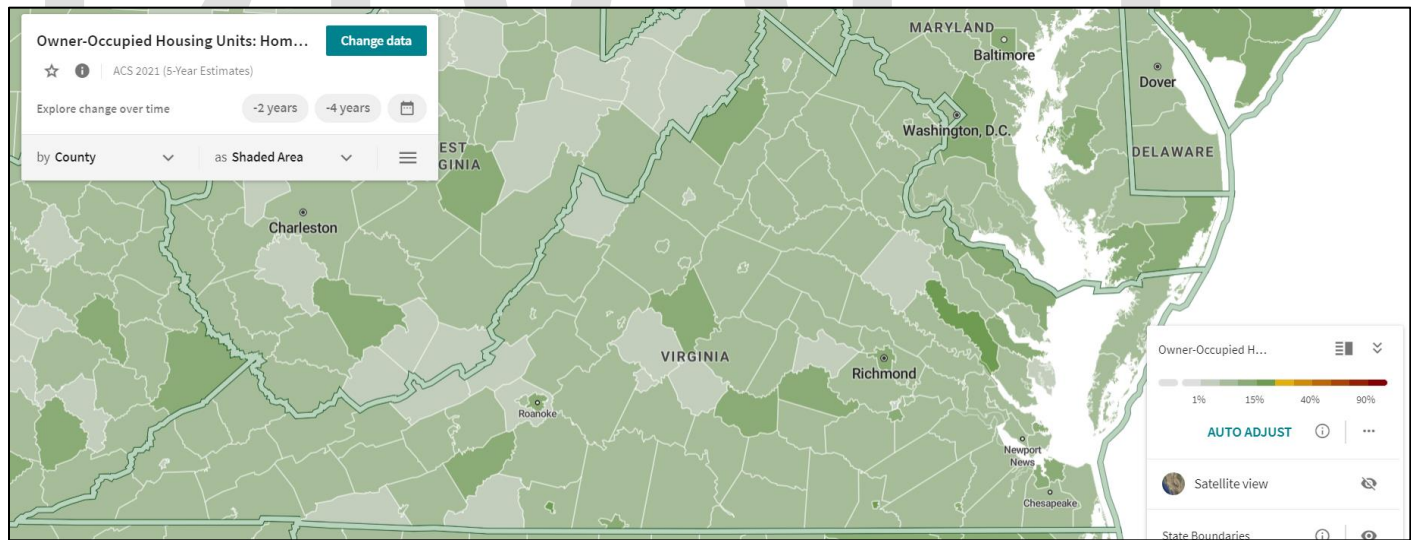 Owner-Occupied Housing Units: Hom... Change data
ACS 2021 (5-Year Estimates)
Explore change over time -2 years -4 years
by County as Shaded Area
EST
GINIA
Charleston
MARYLAND
Baltimore
Dover
Washington, D.C.
DELAWARE
VIRGINIA
Richmond
Roanoke
Newport
News
Chesapeake
Owner-Occupied H...
1% 15% 40% 90%
AUTO ADJUST
Satellite view
State Boundaries